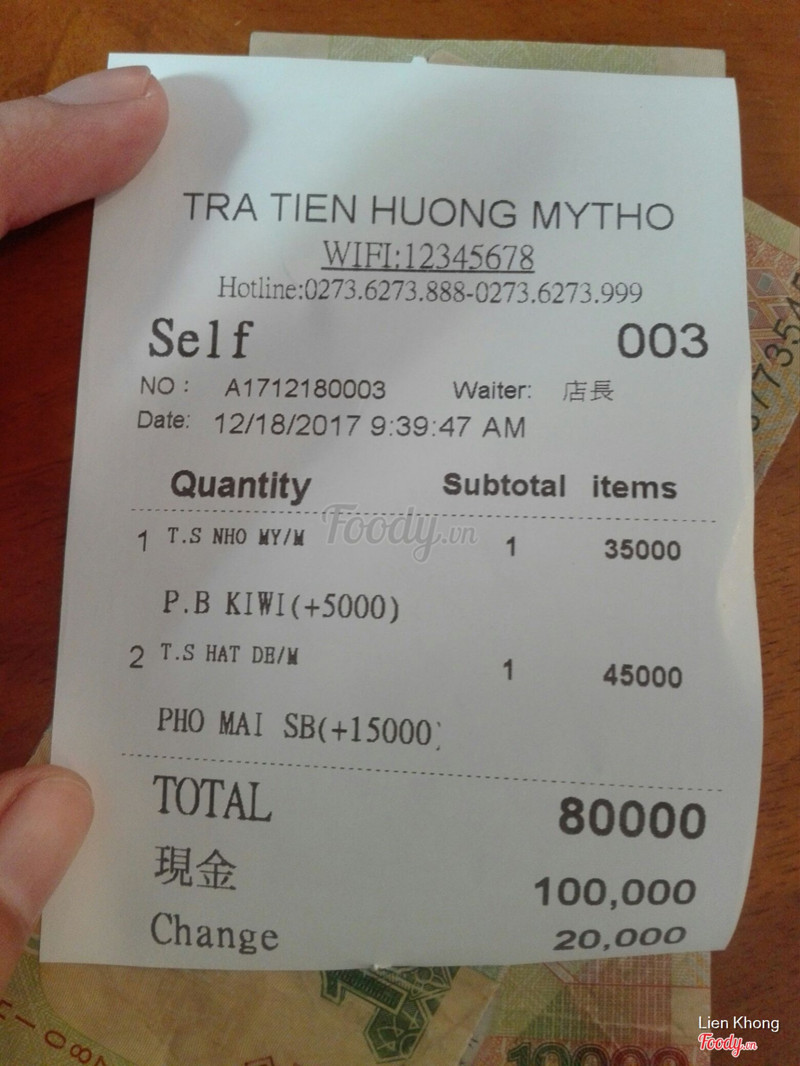 TRA TIEN HUONG MYTHO
WIFI:12345678
Hotline:0273.6273.888-0273.6273.999
Self 003
NO : A1712180003 Waiter: 店長
Date: 12/18/2017 9:39:47 AM
Quantity Subtotal items
Foody.vn
1 T.S NHO MY/M 1 35000
P.B KIWI(+5000)
2 T.S HAT DE/M 1 45000
PHO MAI SB(+15000)
TOTAL 80000
現金 100,000
Change 20,000
Lien Khong
Foody.vn